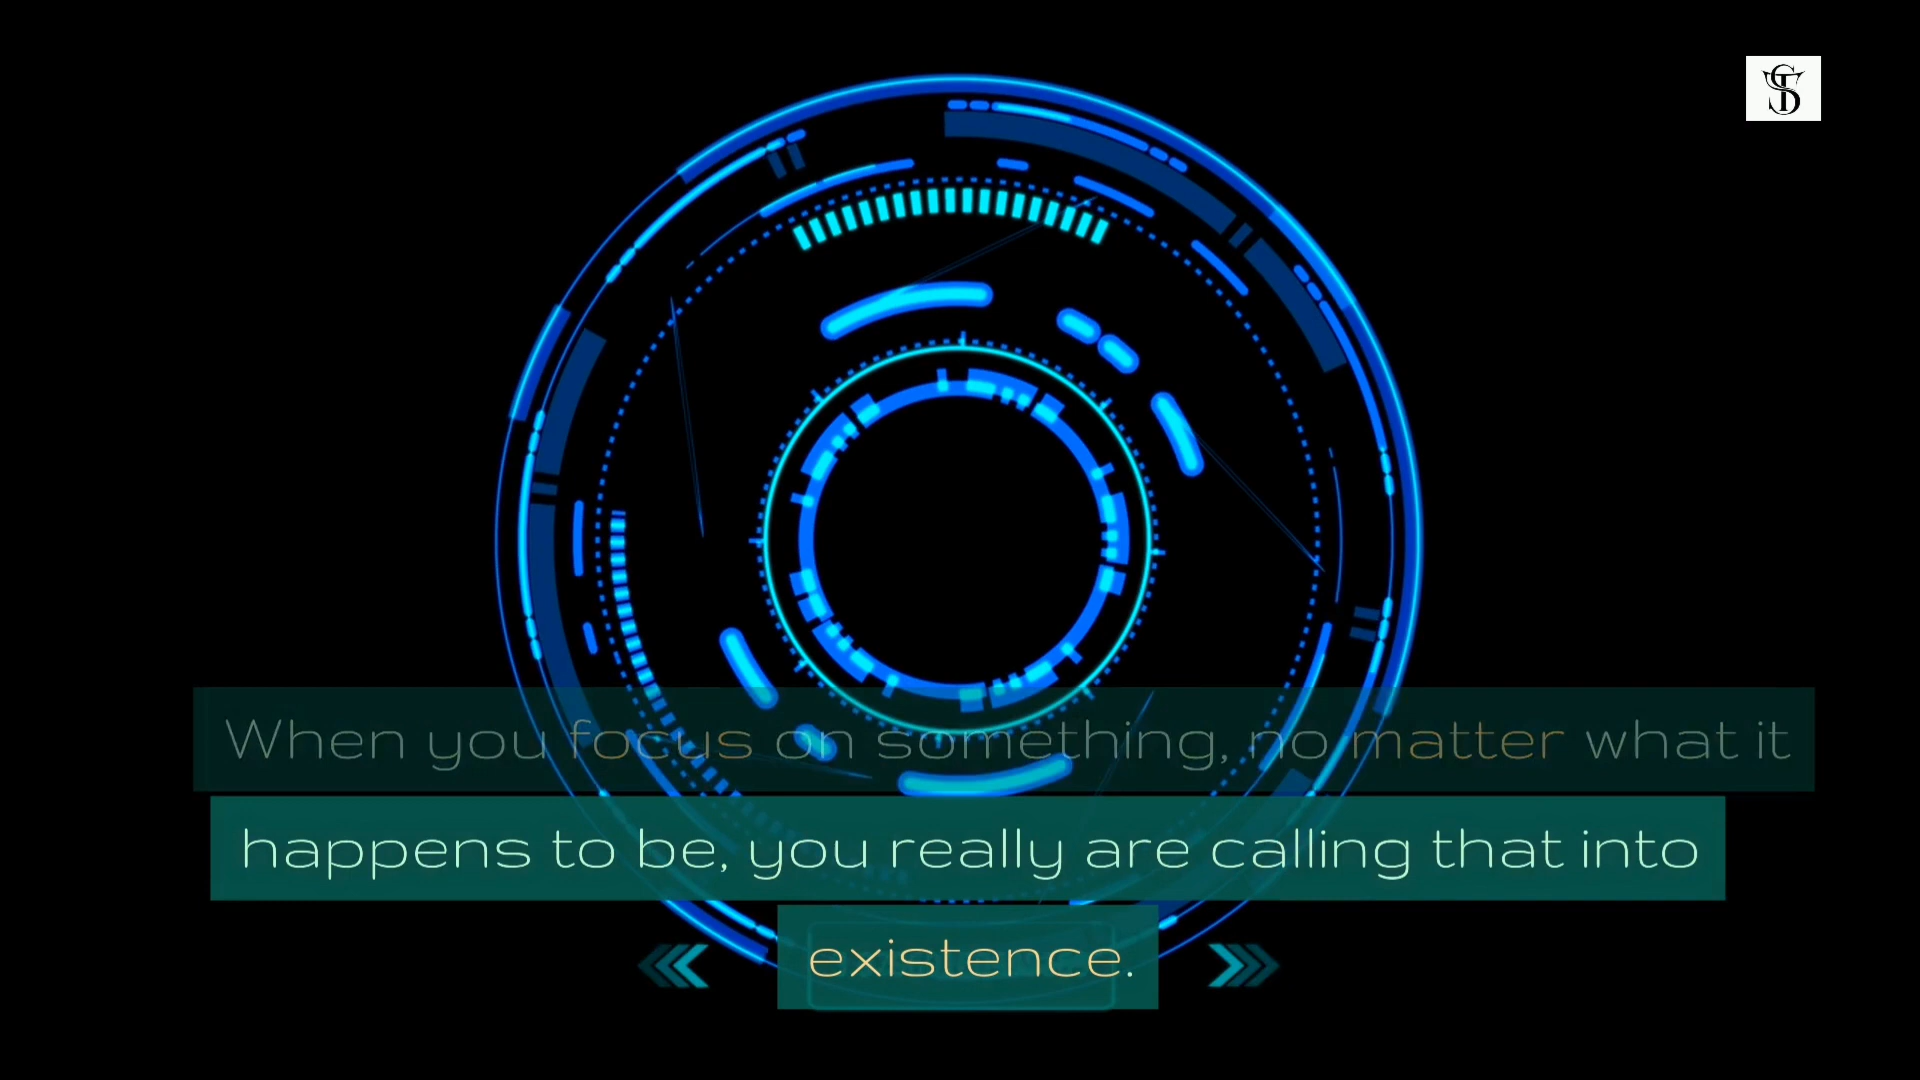 When you focus on something, no matter what it
happens to be, you really are calling that into
existence.